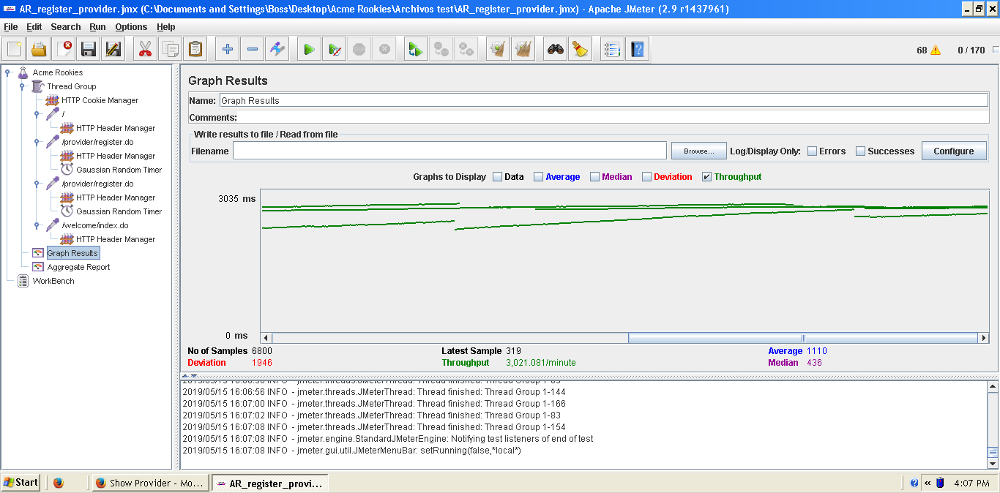 AR_register_provider.jmx (C:\Documents and Settings\Boss\Desktop\Acme Rookies\Archivos test\AR_register_provider.jmx) - Apache JMeter (2.9 r1437961)
File Edit Search Run Options Help
68 0 / 170
Acme Rookies
Thread Group
HTTP Cookie Manager
/
HTTP Header Manager
/provider/register.do
HTTP Header Manager
Gaussian Random Timer
/provider/register.do
HTTP Header Manager
Gaussian Random Timer
/welcome/index.do
HTTP Header Manager
Graph Results
Aggregate Report
WorkBench
Graph Results
Name: Graph Results
Comments:
Write results to file / Read from file
Filename Browse... Log/Display Only: Errors Successes Configure
Graphs to Display Data Average Median Deviation Throughput
3035 ms
0 ms
No of Samples 6800 Latest Sample 319 Average 1110
Deviation 1946 Throughput 3,021.081/minute Median 436
2019/05/15 16:06:56 INFO - jmeter.threads.JMeterThread: Thread finished: Thread Group 1-144
2019/05/15 16:07:00 INFO - jmeter.threads.JMeterThread: Thread finished: Thread Group 1-166
2019/05/15 16:07:02 INFO - jmeter.threads.JMeterThread: Thread finished: Thread Group 1-83
2019/05/15 16:07:08 INFO - jmeter.threads.JMeterThread: Thread finished: Thread Group 1-154
2019/05/15 16:07:08 INFO - jmeter.engine.StandardJMeterEngine: Notifying test listeners of end of test
2019/05/15 16:07:08 INFO - jmeter.gui.util.JMeterMenuBar: setRunning(false,*local*)
Start Show Provider - Mo... AR_register_provi... 4:07 PM